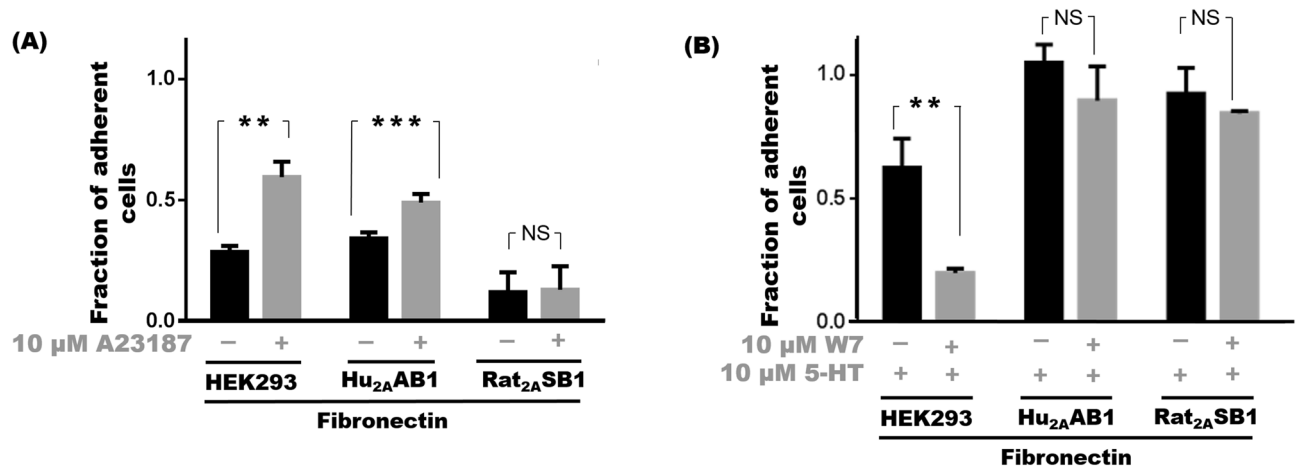 (A)
Fraction of adherent
cells
1.0
0.5
0.0
** *** NS
10 µM A23187 – + – + – +
HEK293 Hu₂ₐAB1 Rat₂ₐSB1
Fibronectin
(B)
Fraction of adherent
cells
1.0
0.5
0.0
** NS NS
10 µM W7 – + – + – +
10 µM 5-HT + + + + + +
HEK293 Hu₂ₐAB1 Rat₂ₐSB1
Fibronectin